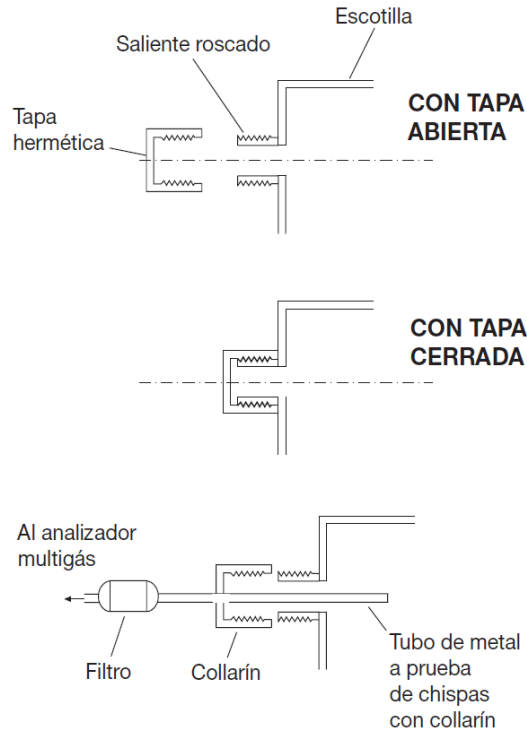 Escotilla
Saliente roscado
CON TAPA
ABIERTA
Tapa
hermética
CON TAPA
CERRADA
Al analizador
multigás
Filtro
Collarín
Tubo de metal
a prueba
de chispas
con collarín